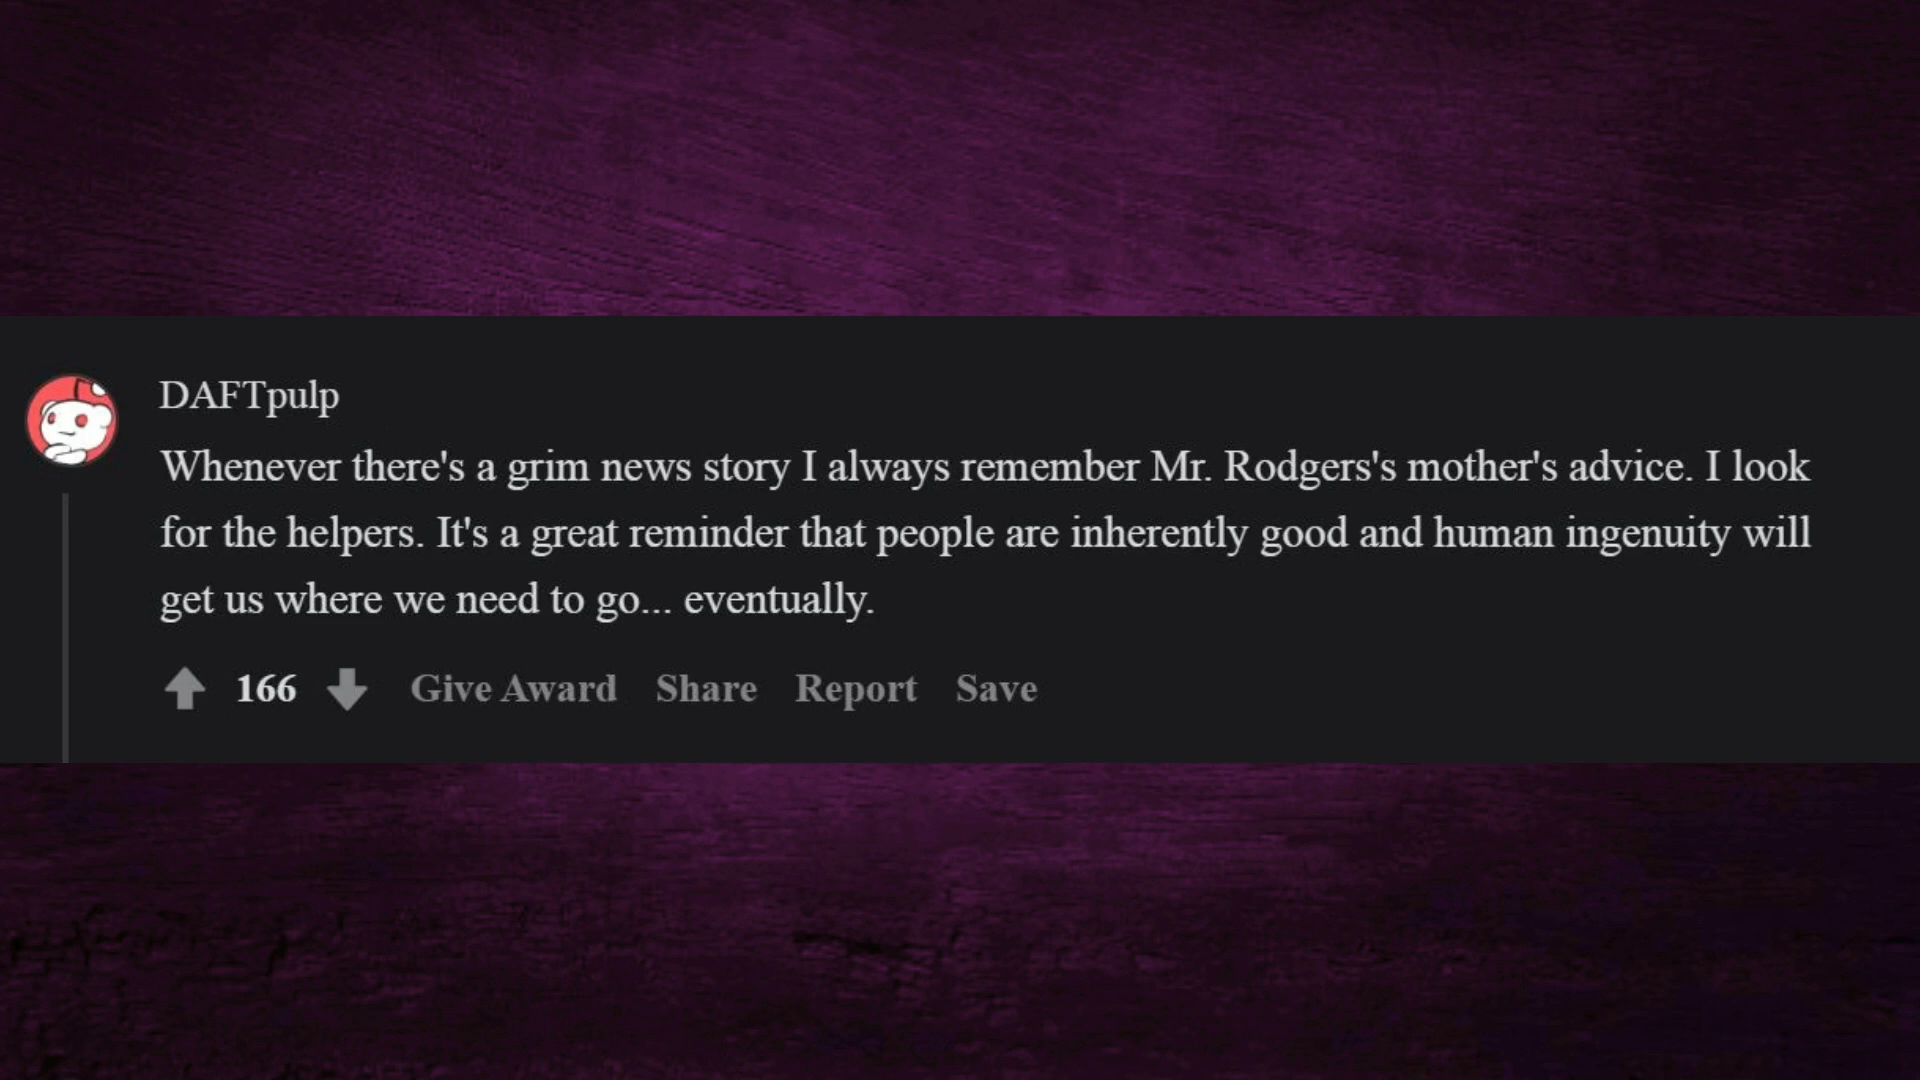 DAFTpulp
Whenever there's a grim news story I always remember Mr. Rodgers's mother's advice. I look
for the helpers. It's a great reminder that people are inherently good and human ingenuity will
get us where we need to go... eventually.
166 Give Award Share Report Save